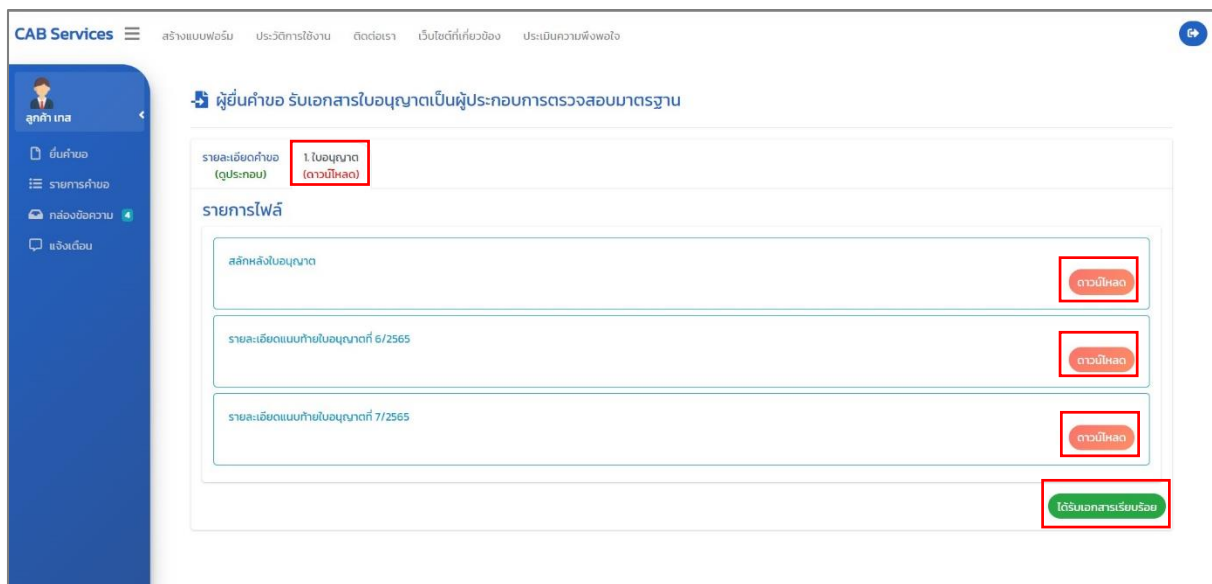 CAB Services สร้างแบบฟอร์ม ประวัติการใช้งาน ติดต่อเรา เว็บไซต์ที่เกี่ยวข้อง ประเมินความพึงพอใจ
ลูกค้า เทส
ยื่นคำขอ
รายการคำขอ
กล่องข้อความ 4
แจ้งเตือน
ผู้ยื่นคำขอ รับเอกสารใบอนุญาตเป็นผู้ประกอบการตรวจสอบมาตรฐาน
รายละเอียดคำขอ 1. ใบอนุญาต
(ดูประกอบ) (ดาวน์โหลด)
รายการไฟล์
สลักหลังใบอนุญาต
ดาวน์โหลด
รายละเอียดแนบท้ายใบอนุญาตที่ 6/2565
ดาวน์โหลด
รายละเอียดแนบท้ายใบอนุญาตที่ 7/2565
ดาวน์โหลด
ได้รับเอกสารเรียบร้อย